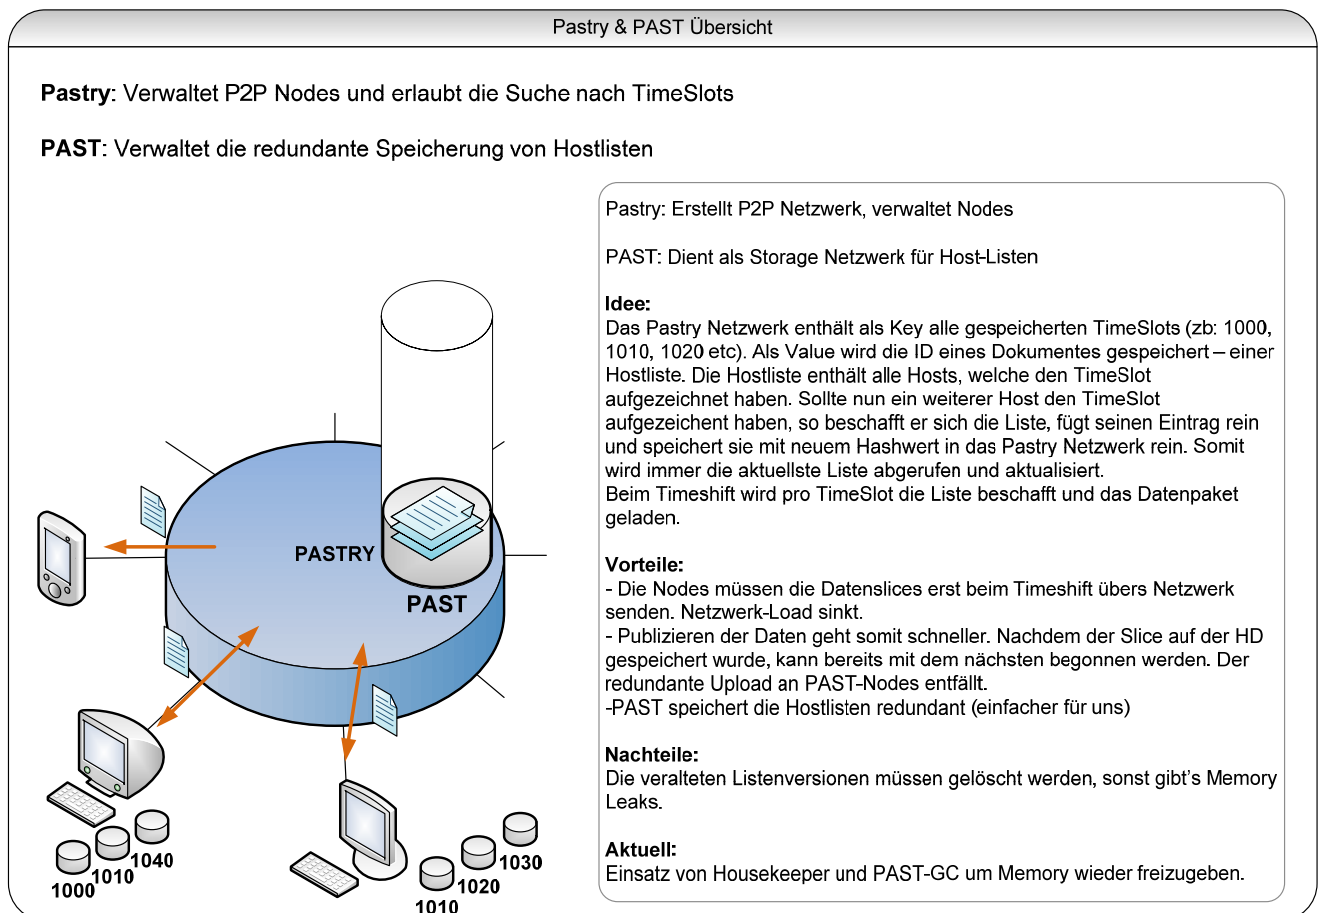 Pastry & PAST Übersicht
Pastry: Verwaltet P2P Nodes und erlaubt die Suche nach TimeSlots
PAST: Verwaltet die redundante Speicherung von Hostlisten
Pastry: Erstellt P2P Netzwerk, verwaltet Nodes
PAST: Dient als Storage Netzwerk für Host-Listen
Idee:
Das Pastry Netzwerk enthält als Key alle gespeicherten TimeSlots (zb: 1000,
1010, 1020 etc). Als Value wird die ID eines Dokumentes gespeichert – einer
Hostliste. Die Hostliste enthält alle Hosts, welche den TimeSlot
aufgezeichnet haben. Sollte nun ein weiterer Host den TimeSlot
aufgezeichent haben, so beschafft er sich die Liste, fügt seinen Eintrag rein
und speichert sie mit neuem Hashwert in das Pastry Netzwerk rein. Somit
wird immer die aktuellste Liste abgerufen und aktualisiert.
Beim Timeshift wird pro TimeSlot die Liste beschafft und das Datenpaket
geladen.
Vorteile:
- Die Nodes müssen die Datenslices erst beim Timeshift übers Netzwerk
senden. Netzwerk-Load sinkt.
- Publizieren der Daten geht somit schneller. Nachdem der Slice auf der HD
gespeichert wurde, kann bereits mit dem nächsten begonnen werden. Der
redundante Upload an PAST-Nodes entfällt.
-PAST speichert die Hostlisten redundant (einfacher für uns)
Nachteile:
Die veralteten Listenversionen müssen gelöscht werden, sonst gibt's Memory
Leaks.
Aktuell:
Einsatz von Housekeeper und PAST-GC um Memory wieder freizugeben.
PASTRY
PAST
1000
1010
1040
1010
1020
1030